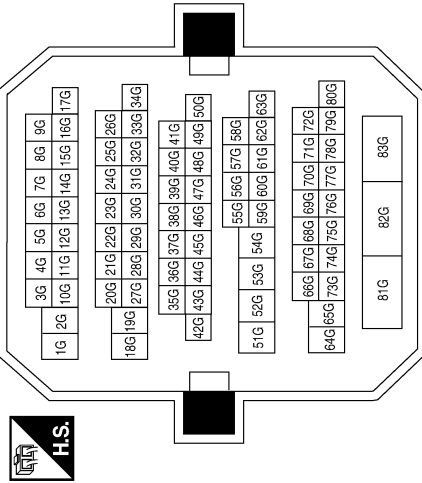 3G 4G 5G 6G 7G 8G 9G
1G 2G 10G 11G 12G 13G 14G 15G 16G 17G
20G 21G 22G 23G 24G 25G 26G
18G 19G 27G 28G 29G 30G 31G 32G 33G 34G
35G 36G 37G 38G 39G 40G 41G
42G 43G 44G 45G 46G 47G 48G 49G 50G
55G 56G 57G 58G
51G 52G 53G 54G 59G 60G 61G 62G 63G
66G 67G 68G 69G 70G 71G 72G
64G 65G 73G 74G 75G 76G 77G 78G 79G 80G
81G 82G 83G
H.S.